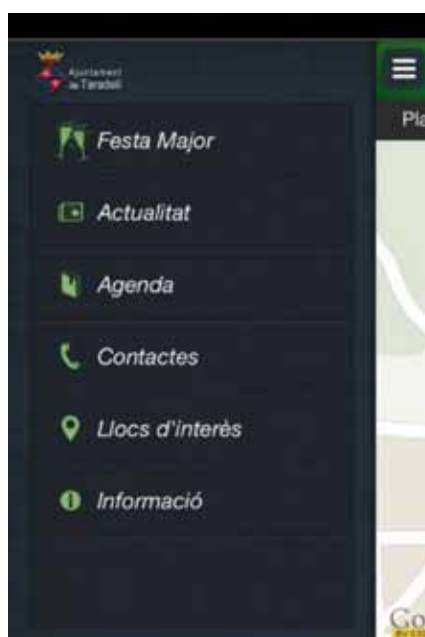 Ajuntament
de Taradell
Pla
Festa Major
Actualitat
Agenda
Contactes
Llocs d'interès
Informació
Go